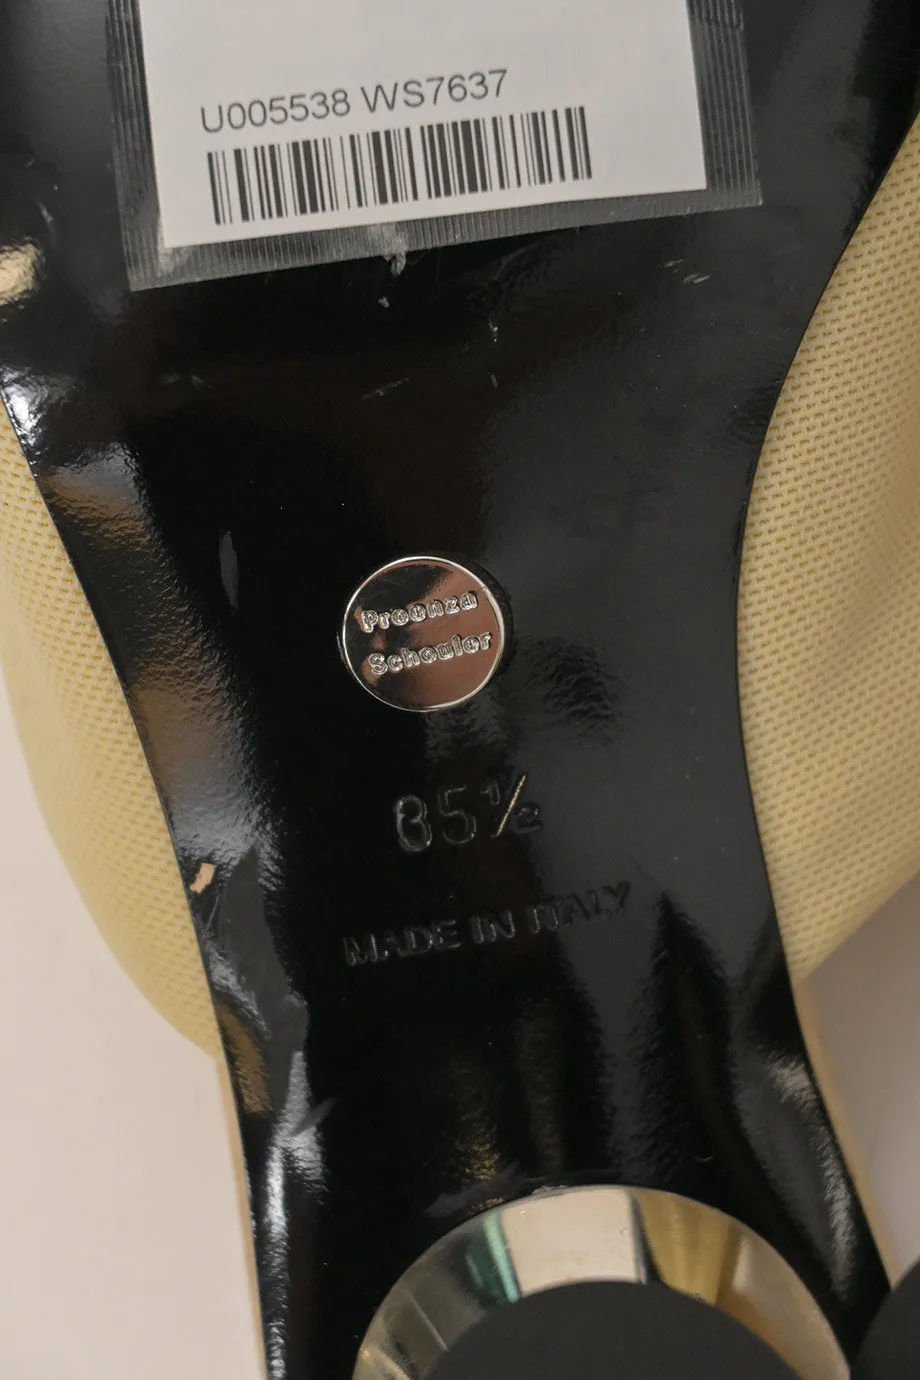 U005538 WS7637
Proenza
Schouler
35½
MADE IN ITALY